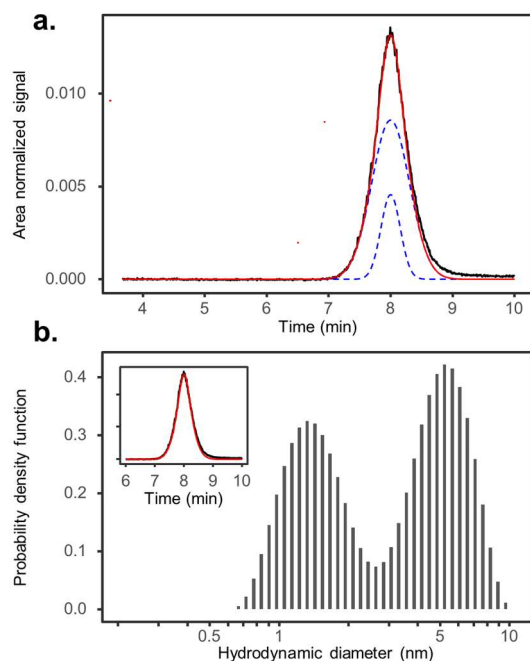 a.
Area normalized signal
0.010
0.005
0.000
4 5 6 7 8 9 10
Time (min)
b.
Probability density function
0.4
0.3
0.2
0.1
0.0
6 7 8 9 10
Time (min)
0.5 1 5 10
Hydrodynamic diameter (nm)